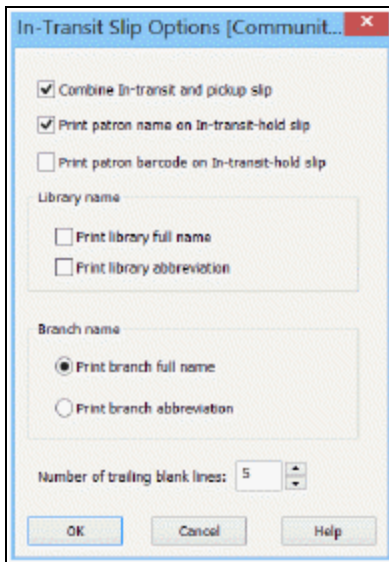 In-Transit Slip Options [Communit...
Combine In-transit and pickup slip
Print patron name on In-transit-hold slip
Print patron barcode on In-transit-hold slip
Library name
Print library full name
Print library abbreviation
Branch name
Print branch full name
Print branch abbreviation
Number of trailing blank lines: 5
OK Cancel Help